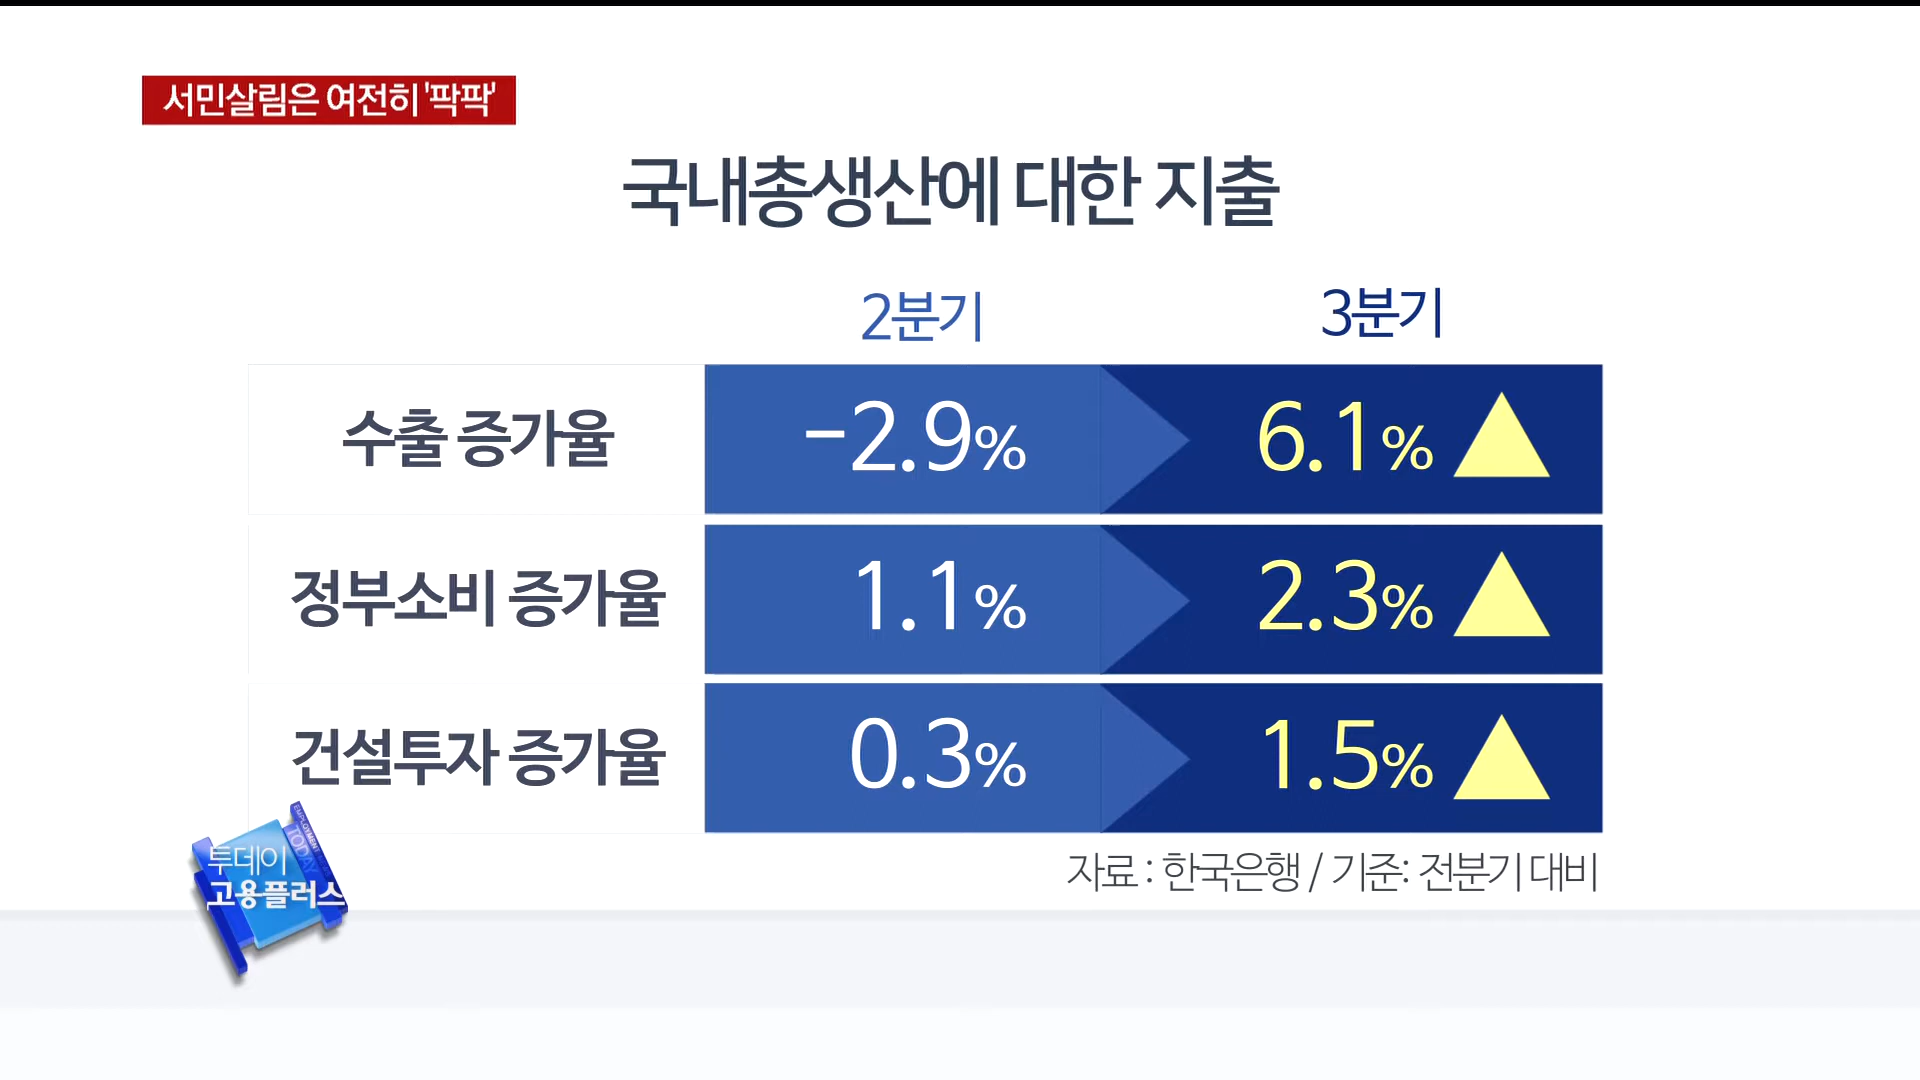 서민살림은 여전히 '팍팍'
국내총생산에 대한 지출
2분기 3분기
수출 증가율 -2.9% 6.1% ▲
정부소비 증가율 1.1% 2.3% ▲
건설투자 증가율 0.3% 1.5% ▲
자료 : 한국은행 / 기준: 전분기 대비
EMPLOYMENT
TODAY
투데이
고용플러스